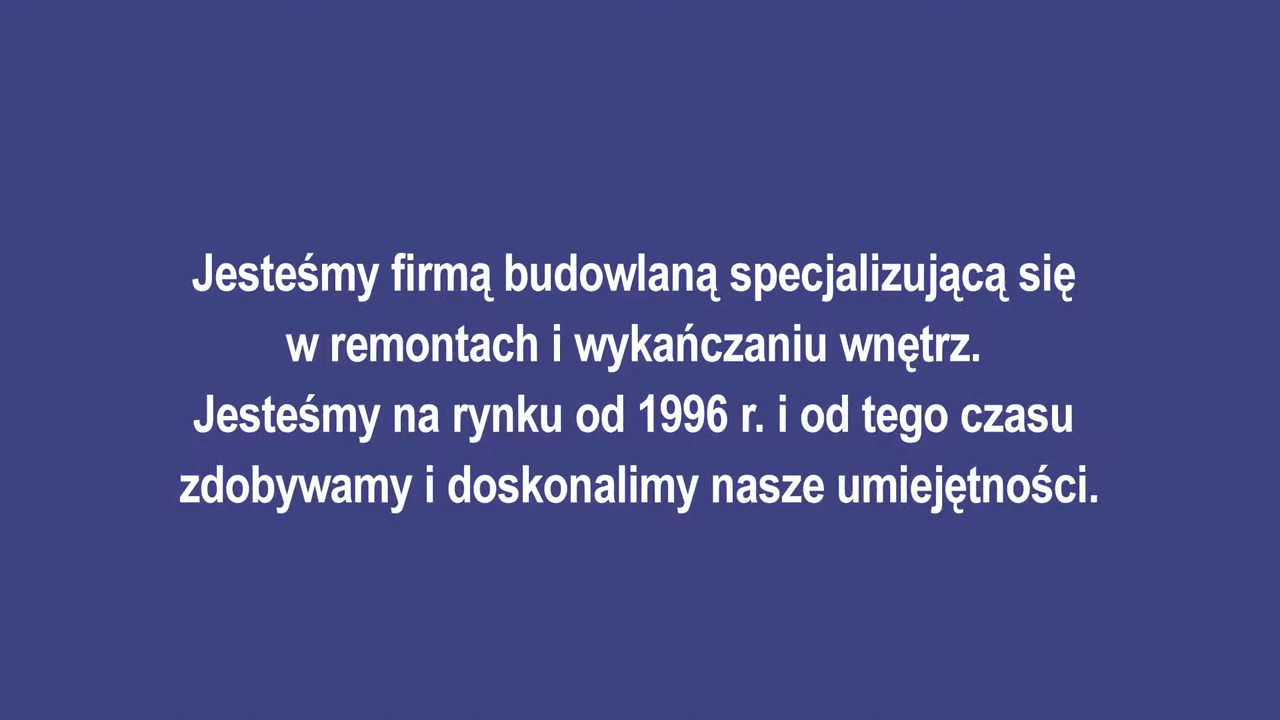 Jesteśmy firmą budowlaną specjalizującą się
w remontach i wykańczaniu wnętrz.
Jesteśmy na rynku od 1996 r. i od tego czasu
zdobywamy i doskonalimy nasze umiejętności.